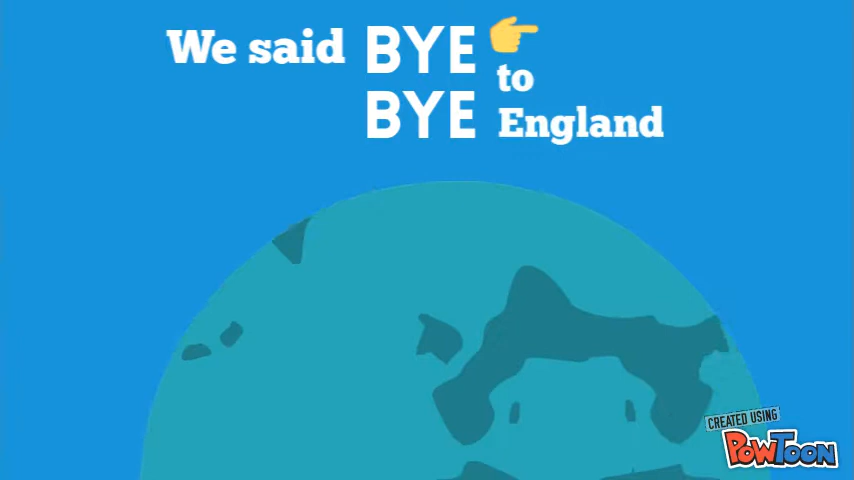 We said BYE 👉
to
BYE England
CREATED USING
PowToon